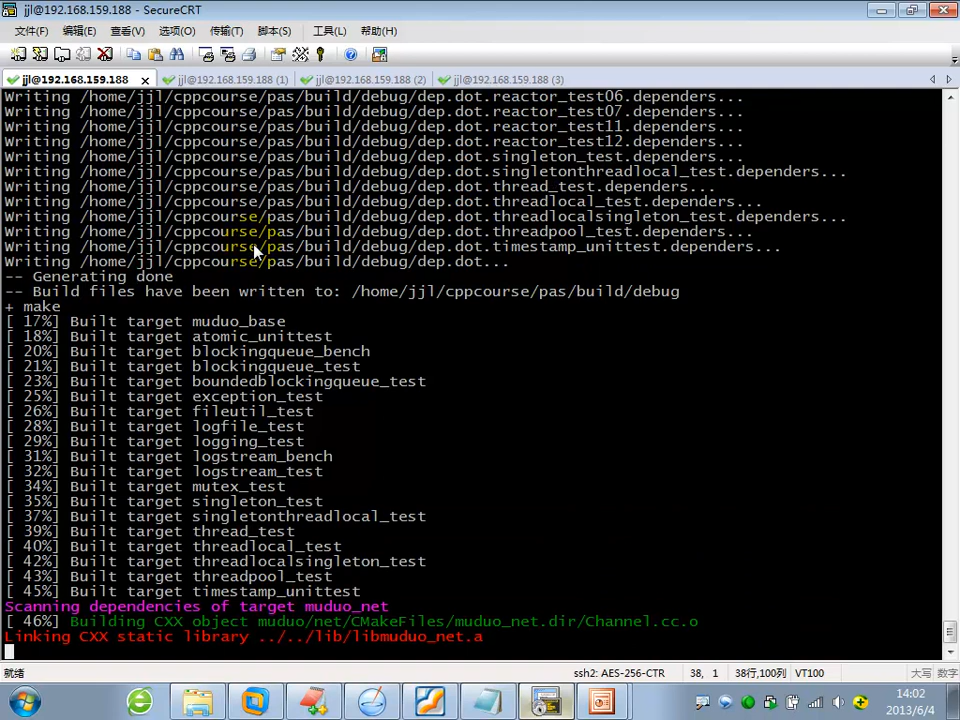 jjl@192.168.159.188 - SecureCRT
文件(F) 编辑(E) 查看(V) 选项(O) 传输(T) 脚本(S) 工具(L) 帮助(H)
jjl@192.168.159.188 jjl@192.168.159.188 (1) jjl@192.168.159.188 (2) jjl@192.168.159.188 (3)
Writing /home/jjl/cppcourse/pas/build/debug/dep.dot.reactor_test06.dependers...
Writing /home/jjl/cppcourse/pas/build/debug/dep.dot.reactor_test07.dependers...
Writing /home/jjl/cppcourse/pas/build/debug/dep.dot.reactor_test11.dependers...
Writing /home/jjl/cppcourse/pas/build/debug/dep.dot.reactor_test12.dependers...
Writing /home/jjl/cppcourse/pas/build/debug/dep.dot.singleton_test.dependers...
Writing /home/jjl/cppcourse/pas/build/debug/dep.dot.singletonthreadlocal_test.dependers...
Writing /home/jjl/cppcourse/pas/build/debug/dep.dot.thread_test.dependers...
Writing /home/jjl/cppcourse/pas/build/debug/dep.dot.threadlocal_test.dependers...
Writing /home/jjl/cppcourse/pas/build/debug/dep.dot.threadlocalsingleton_test.dependers...
Writing /home/jjl/cppcourse/pas/build/debug/dep.dot.threadpool_test.dependers...
Writing /home/jjl/cppcourse/pas/build/debug/dep.dot.timestamp_unittest.dependers...
Writing /home/jjl/cppcourse/pas/build/debug/dep.dot...
-- Generating done
-- Build files have been written to: /home/jjl/cppcourse/pas/build/debug
+ make
[ 17%] Built target muduo_base
[ 18%] Built target atomic_unittest
[ 20%] Built target blockingqueue_bench
[ 21%] Built target blockingqueue_test
[ 23%] Built target boundedblockingqueue_test
[ 25%] Built target exception_test
[ 26%] Built target fileutil_test
[ 28%] Built target logfile_test
[ 29%] Built target logging_test
[ 31%] Built target logstream_bench
[ 32%] Built target logstream_test
[ 34%] Built target mutex_test
[ 35%] Built target singleton_test
[ 37%] Built target singletonthreadlocal_test
[ 39%] Built target thread_test
[ 40%] Built target threadlocal_test
[ 42%] Built target threadlocalsingleton_test
[ 43%] Built target threadpool_test
[ 45%] Built target timestamp_unittest
Scanning dependencies of target muduo_net
[ 46%] Building CXX object muduo/net/CMakeFiles/muduo_net.dir/Channel.cc.o
Linking CXX static library ../../lib/libmuduo_net.a
就绪 ssh2: AES-256-CTR 38, 1 38行,100列 VT100 大写 数字
14:02
2013/6/4